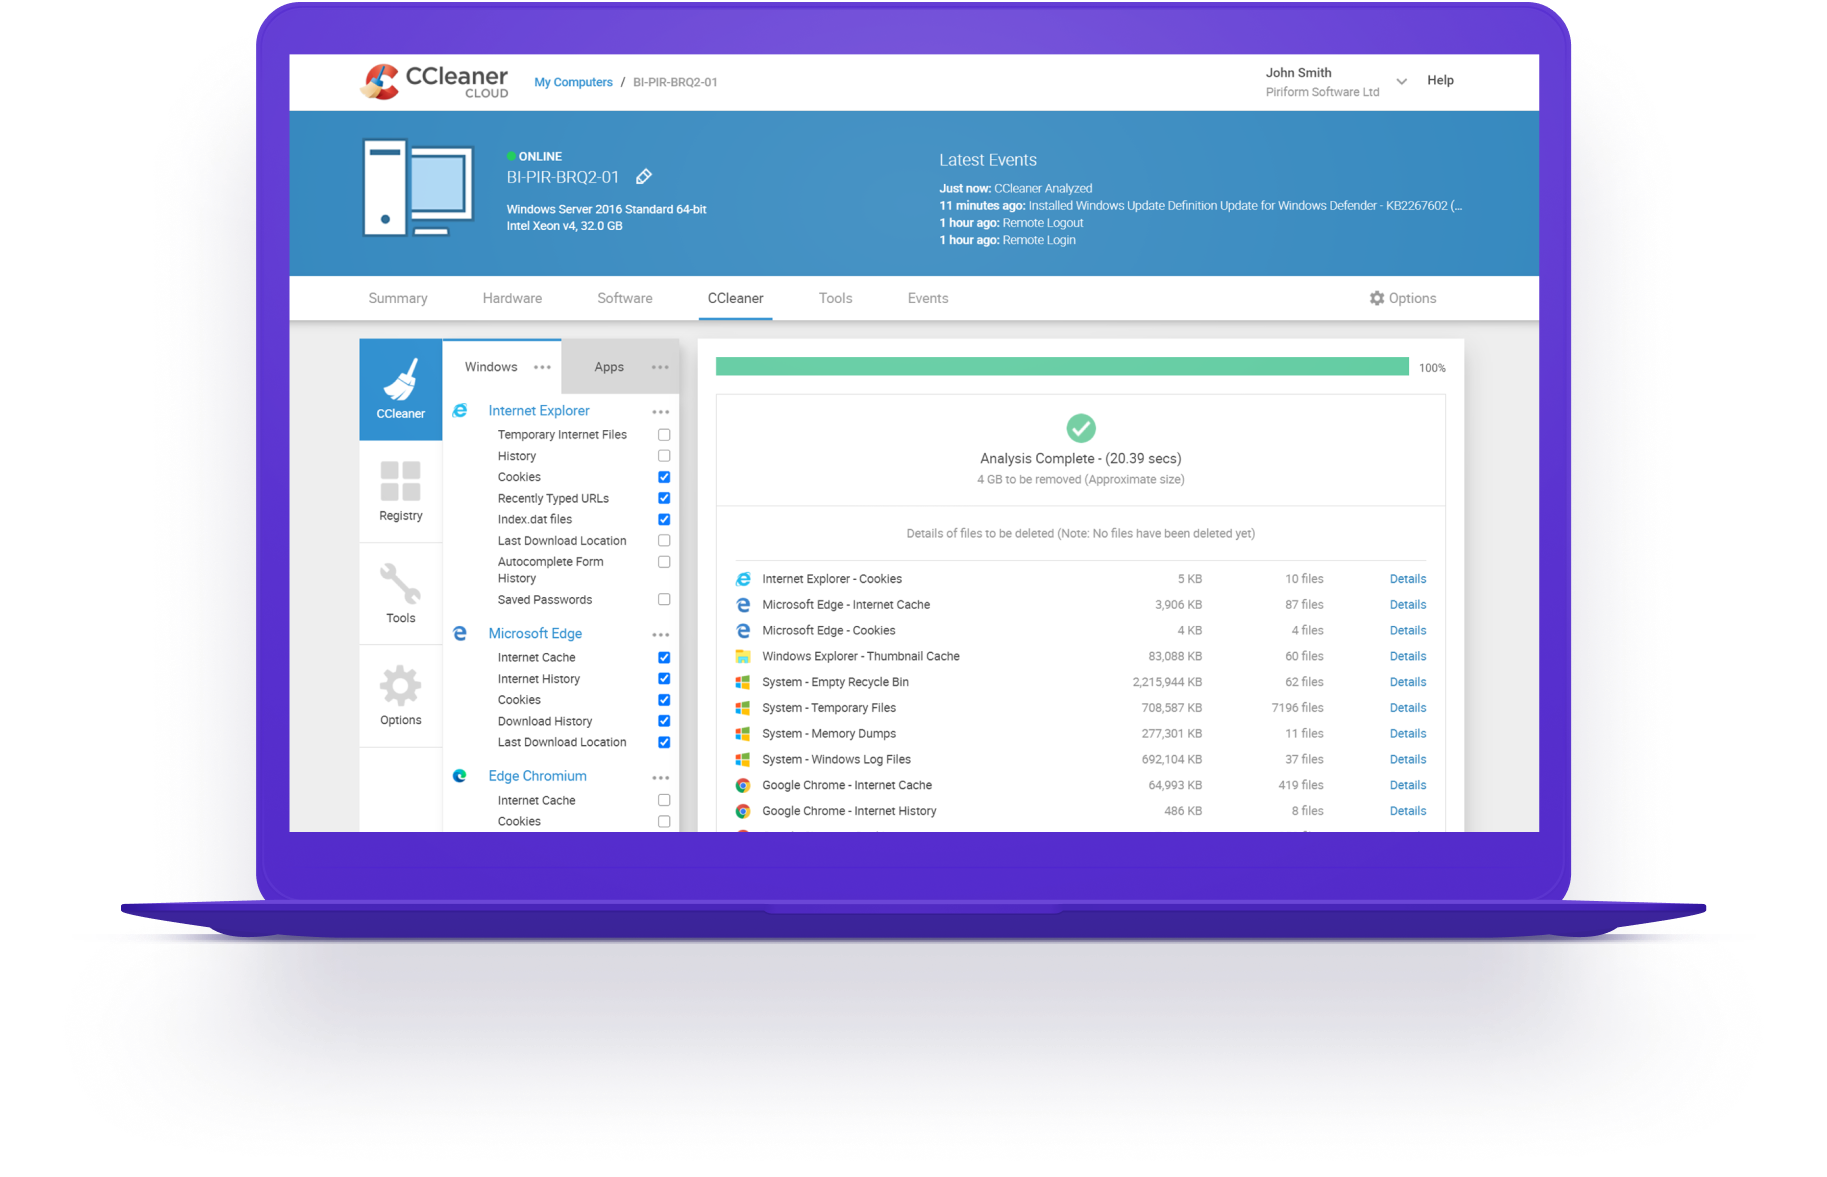 CCleaner
CLOUD
My Computers / BI-PIR-BRQ2-01
John Smith
Piriform Software Ltd
Help
ONLINE
BI-PIR-BRQ2-01
Windows Server 2016 Standard 64-bit
Intel Xeon v4, 32.0 GB
Latest Events
Just now: CCleaner Analyzed
11 minutes ago: Installed Windows Update Definition Update for Windows Defender - KB2267602 (...
1 hour ago: Remote Logout
1 hour ago: Remote Login
Summary Hardware Software CCleaner Tools Events Options
CCleaner
Registry
Tools
Options
Windows ••• Apps •••
Internet Explorer •••
Temporary Internet Files
History
Cookies
Recently Typed URLs
Index.dat files
Last Download Location
Autocomplete Form
History
Saved Passwords
Microsoft Edge •••
Internet Cache
Internet History
Cookies
Download History
Last Download Location
Edge Chromium •••
Internet Cache
Cookies
100%
Analysis Complete - (20.39 secs)
4 GB to be removed (Approximate size)
Details of files to be deleted (Note: No files have been deleted yet)
Internet Explorer - Cookies 5 KB 10 files Details
Microsoft Edge - Internet Cache 3,906 KB 87 files Details
Microsoft Edge - Cookies 4 KB 4 files Details
Windows Explorer - Thumbnail Cache 83,088 KB 60 files Details
System - Empty Recycle Bin 2,215,944 KB 62 files Details
System - Temporary Files 708,587 KB 7196 files Details
System - Memory Dumps 277,301 KB 11 files Details
System - Windows Log Files 692,104 KB 37 files Details
Google Chrome - Internet Cache 64,993 KB 419 files Details
Google Chrome - Internet History 486 KB 8 files Details